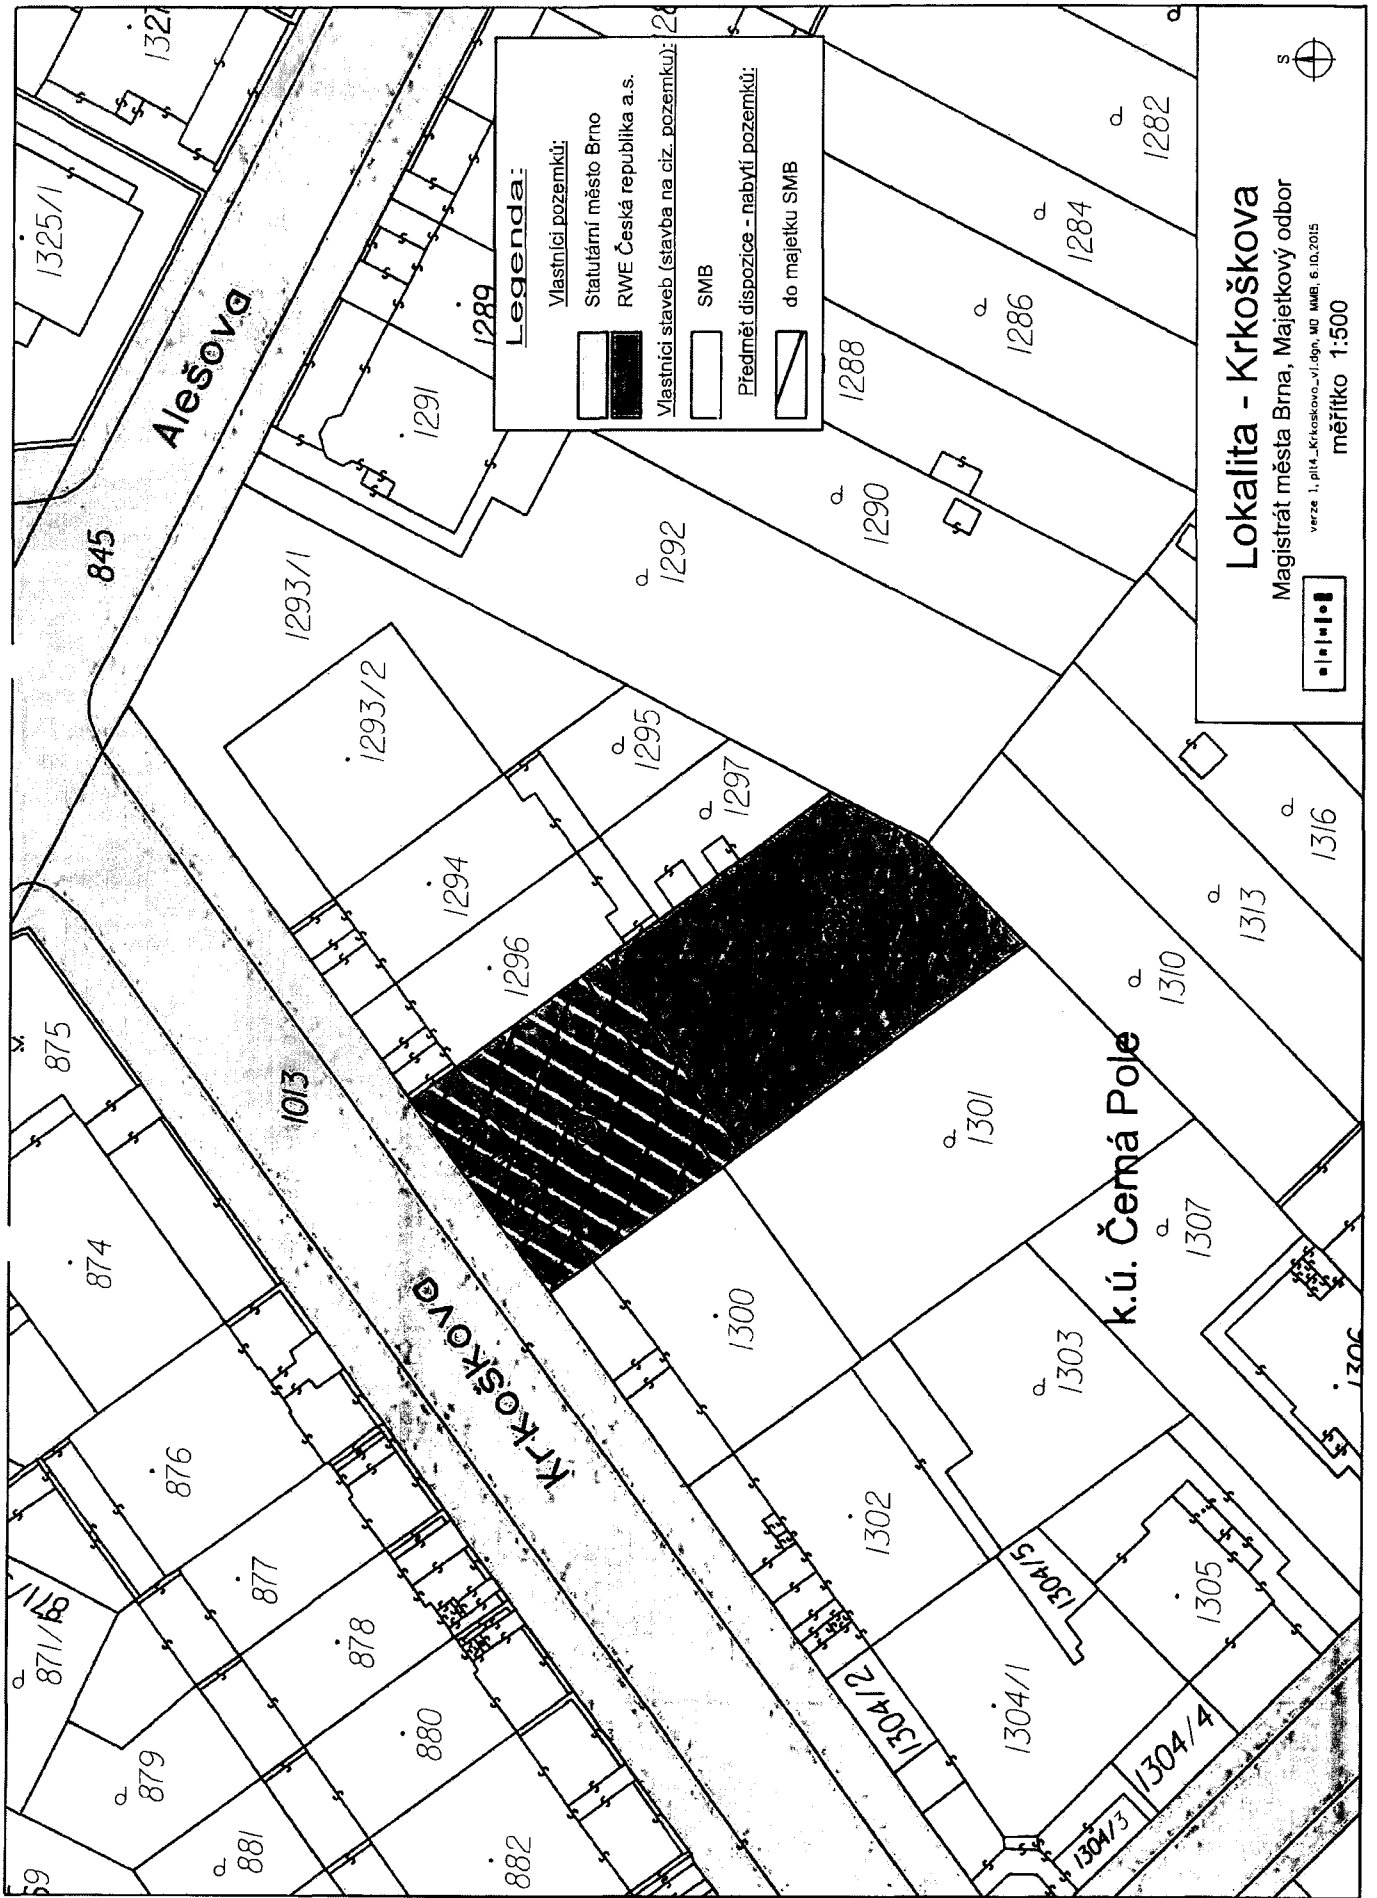 Legenda:
Vlastníci pozemků:
Statutární město Brno
RWE Česká republika a.s.
Vlastníci staveb (stavba na ciz. pozemku):
SMB
Předmět dispozice - nabytí pozemků:
do majetku SMB
Lokalita - Krkoškova
Magistrát města Brna, Majetkový odbor
měřítko 1:500
S
k.ú. Černá Pole
Alešova
Krkoškova
845
1013
1325/1
1289
1291
1293/1
1293/2
1292
1290
1288
1286
1284
1282
1295
1297
1294
1296
1300
1301
1302
1303
1304/1
1304/2
1304/3
1304/4
1304/5
1305
1306
1307
1310
1313
1316
874
875
876
877
878
879
880
881
882